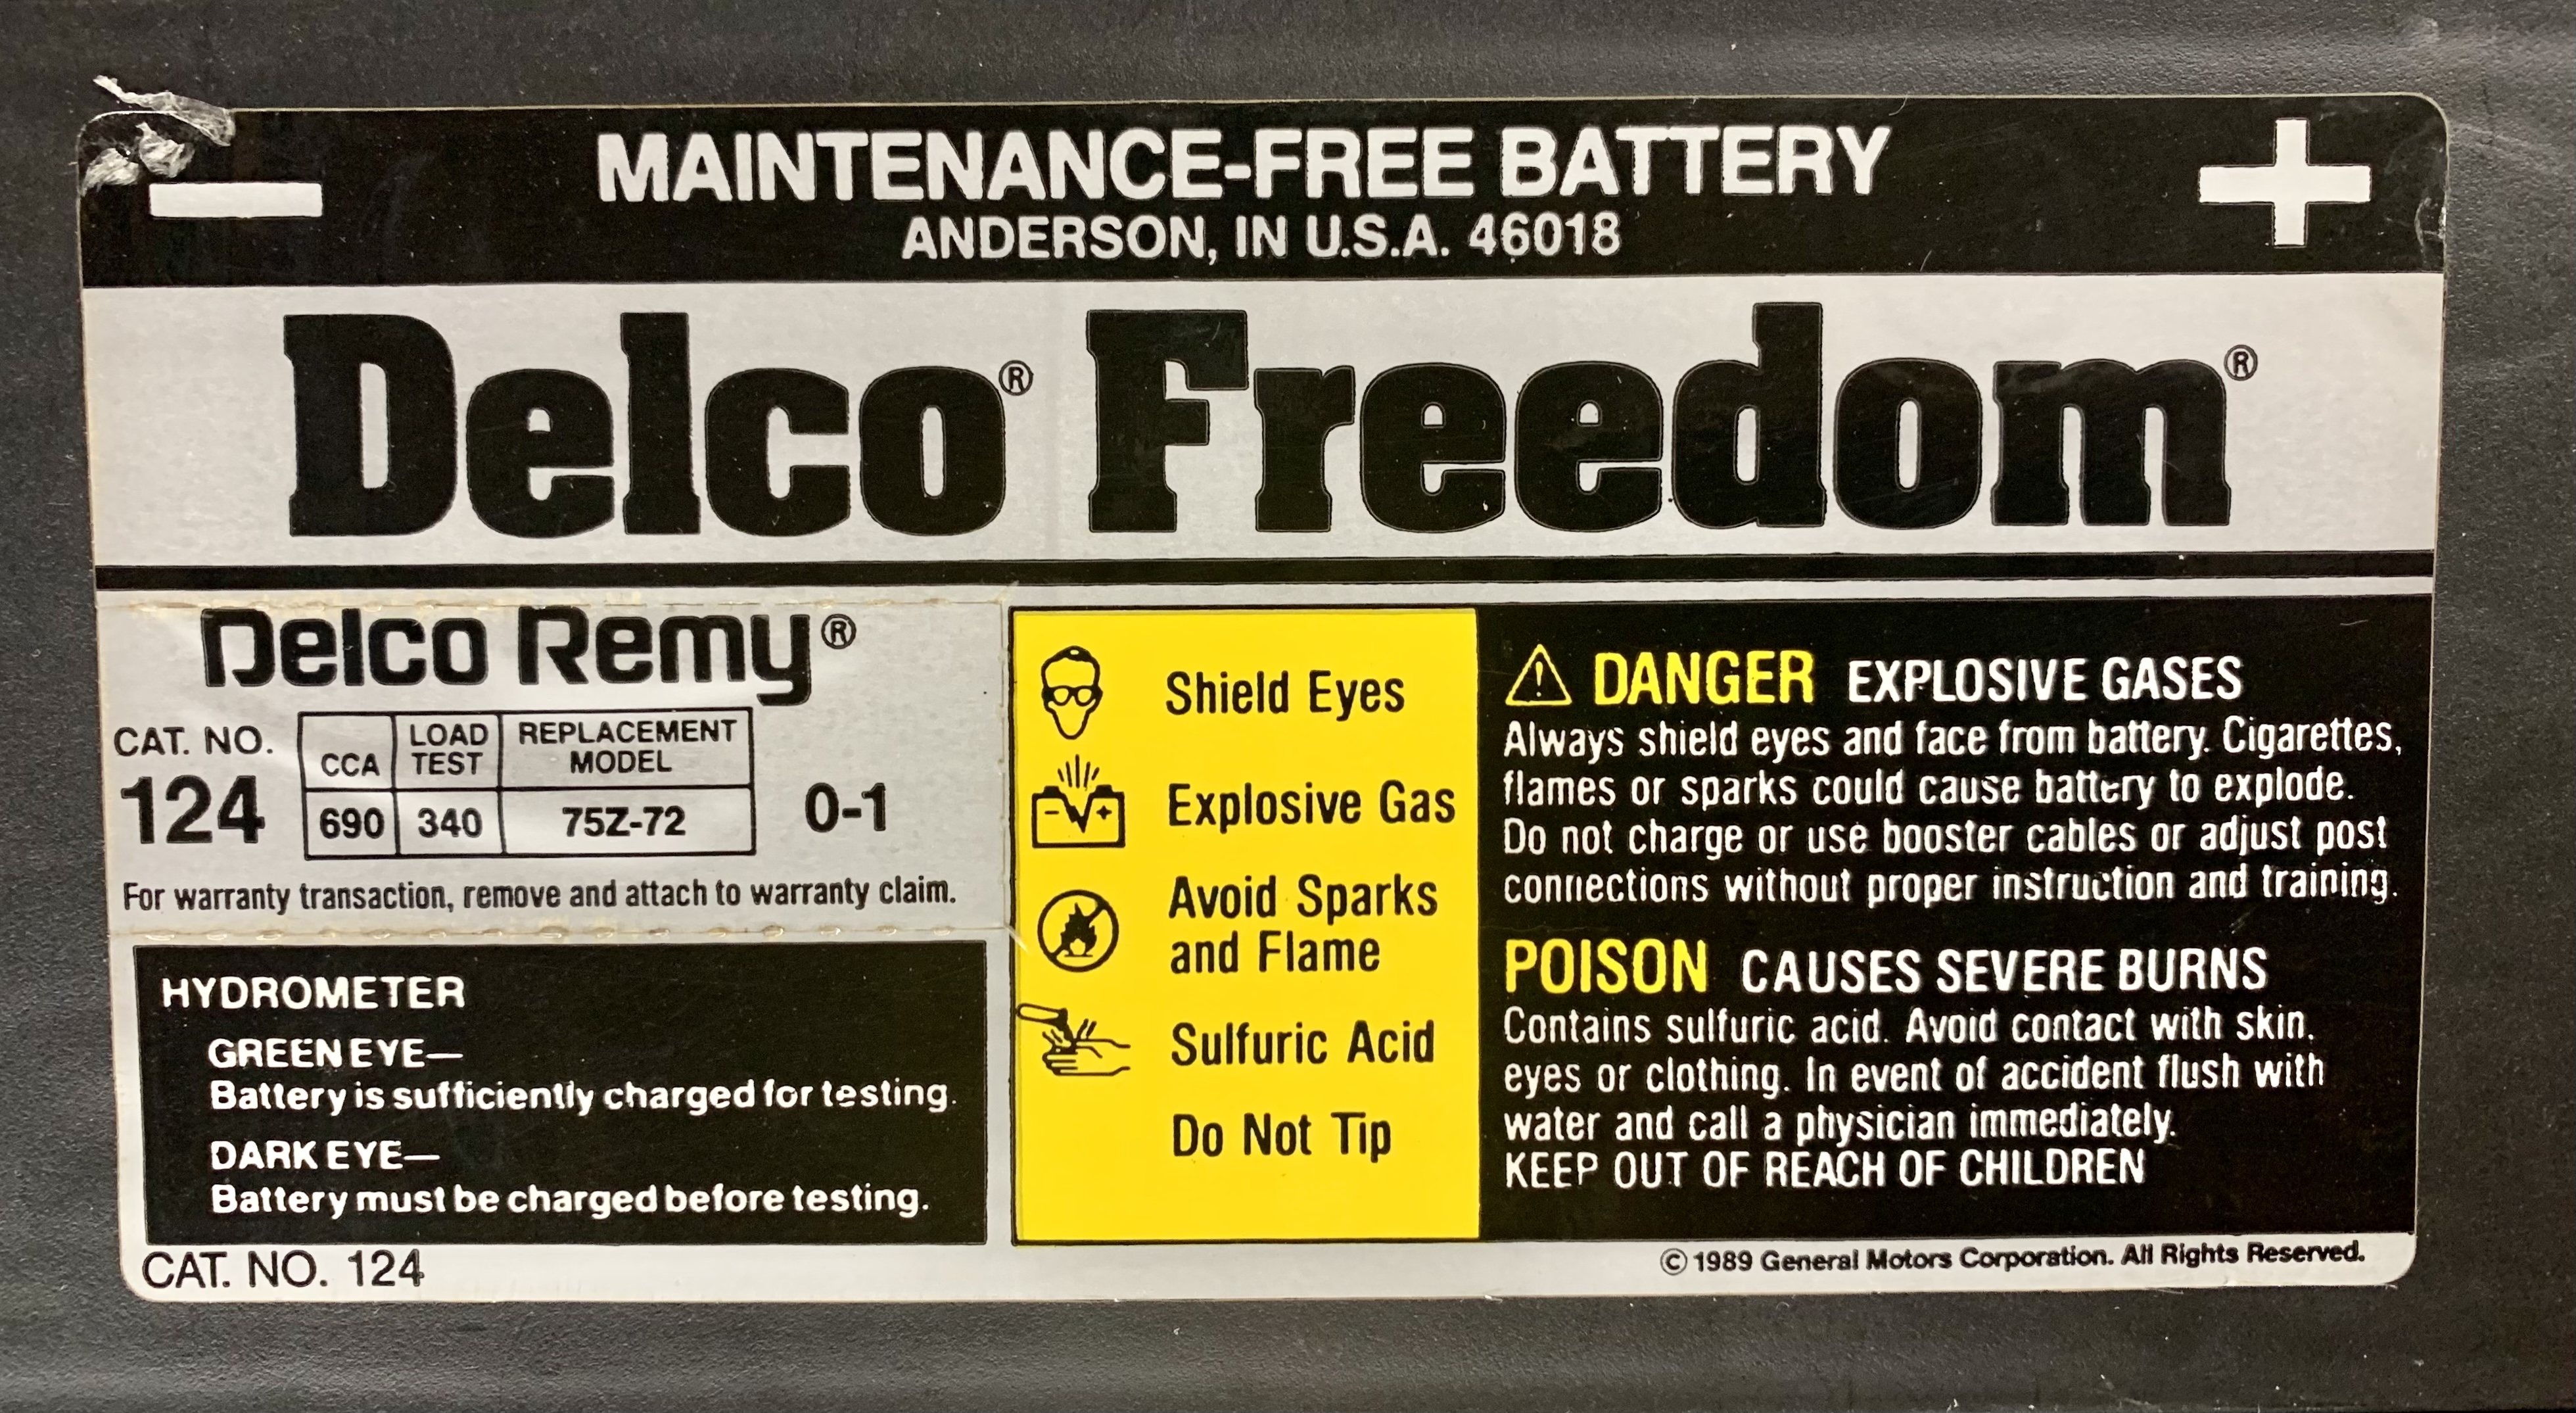 MAINTENANCE-FREE BATTERY
ANDERSON, IN U.S.A. 46018
− +
Delco® Freedom®
Delco Remy®
CAT. NO.
124
CCA LOAD TEST REPLACEMENT MODEL
690 340 75Z-72
0-1
For warranty transaction, remove and attach to warranty claim.
HYDROMETER
GREEN EYE—
Battery is sufficiently charged for testing.
DARK EYE—
Battery must be charged before testing.
CAT. NO. 124
Shield Eyes
Explosive Gas
Avoid Sparks
and Flame
Sulfuric Acid
Do Not Tip
⚠ DANGER EXPLOSIVE GASES
Always shield eyes and face from battery. Cigarettes,
flames or sparks could cause battery to explode.
Do not charge or use booster cables or adjust post
connections without proper instruction and training.
POISON CAUSES SEVERE BURNS
Contains sulfuric acid. Avoid contact with skin,
eyes or clothing. In event of accident flush with
water and call a physician immediately.
KEEP OUT OF REACH OF CHILDREN
© 1989 General Motors Corporation. All Rights Reserved.